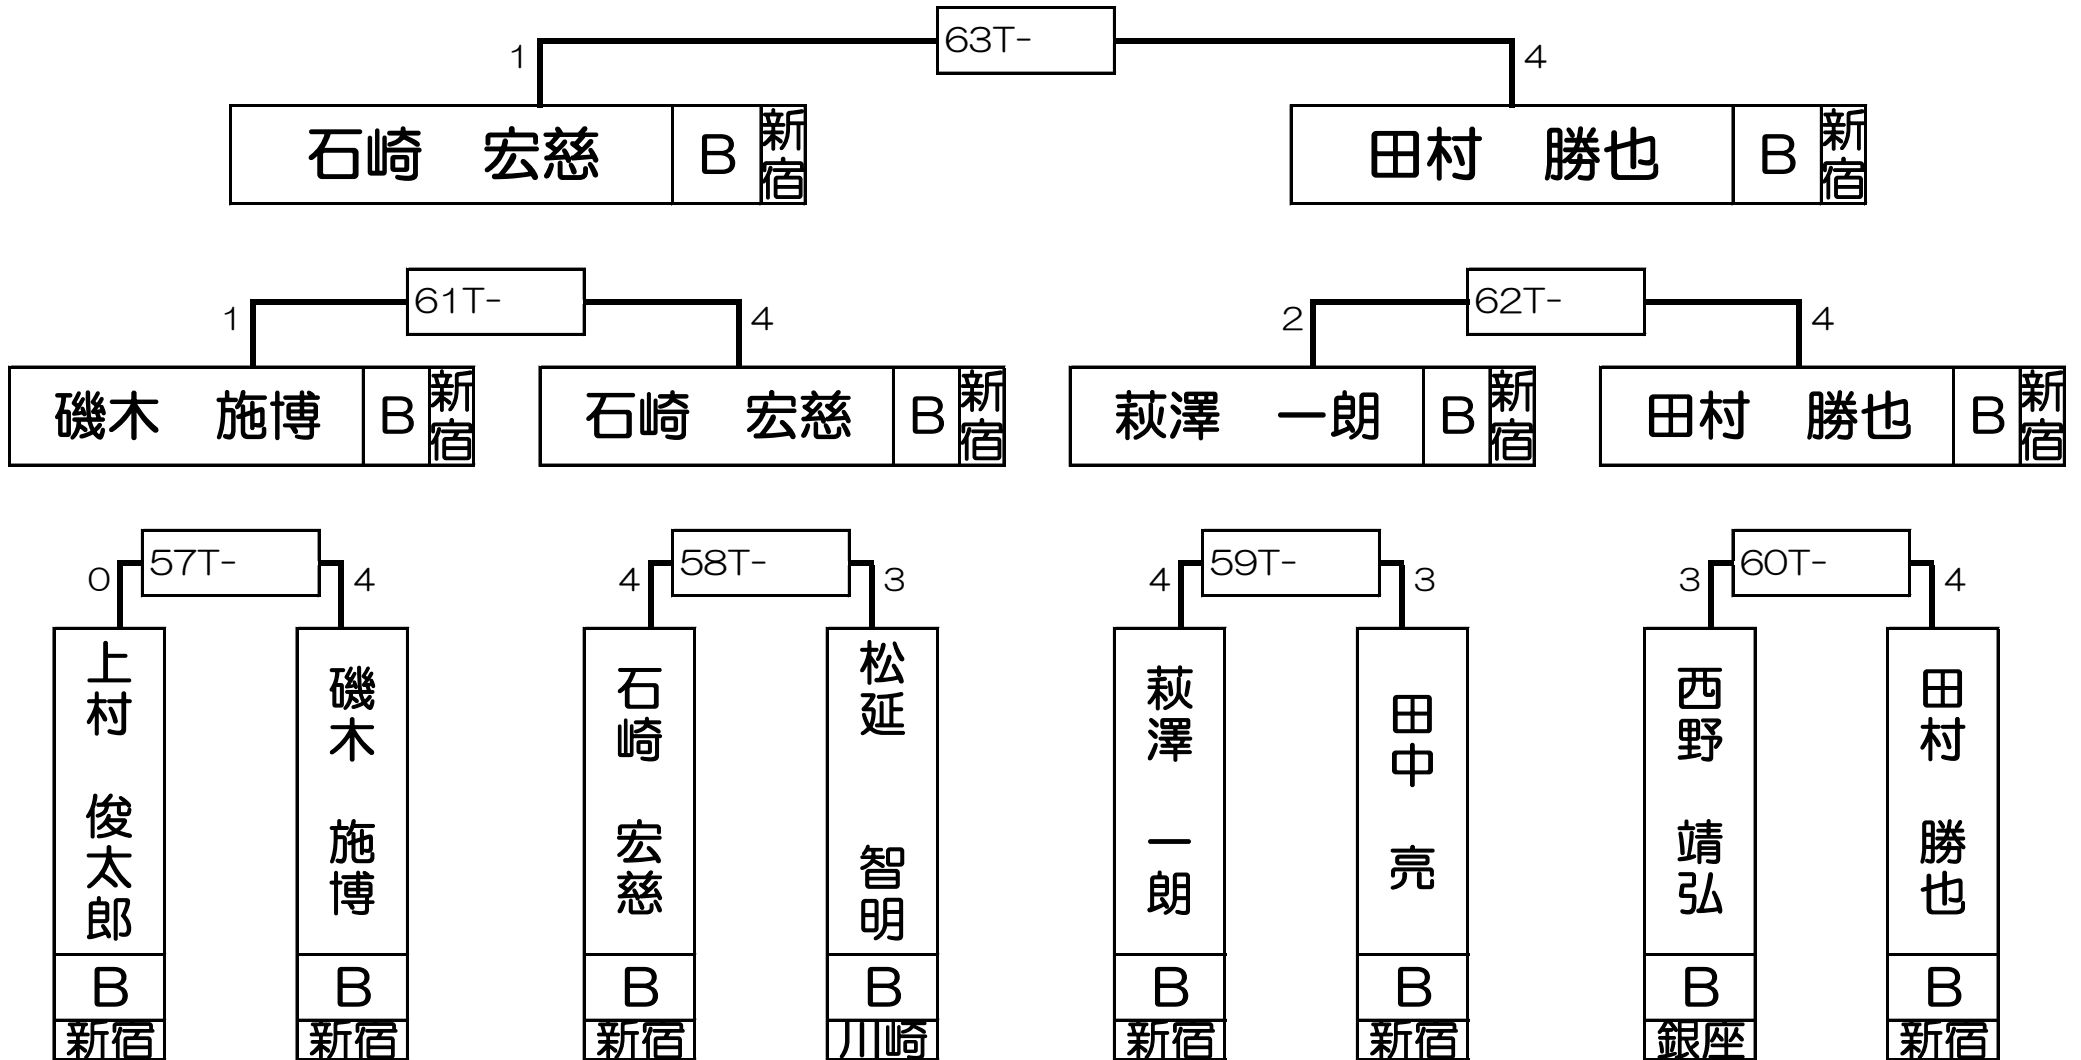 63T-
1
4
石崎　宏慈
B
新宿
田村　勝也
B
新宿
61T-
1
4
62T-
2
4
磯木　施博
B
新宿
石崎　宏慈
B
新宿
萩澤　一朗
B
新宿
田村　勝也
B
新宿
57T-
0
4
58T-
4
3
59T-
4
3
60T-
3
4
上村　俊太郎
B
新宿
磯木　施博
B
新宿
石崎　宏慈
B
新宿
松延　智明
B
川崎
萩澤　一朗
B
新宿
田中　亮
B
新宿
西野　靖弘
B
銀座
田村　勝也
B
新宿